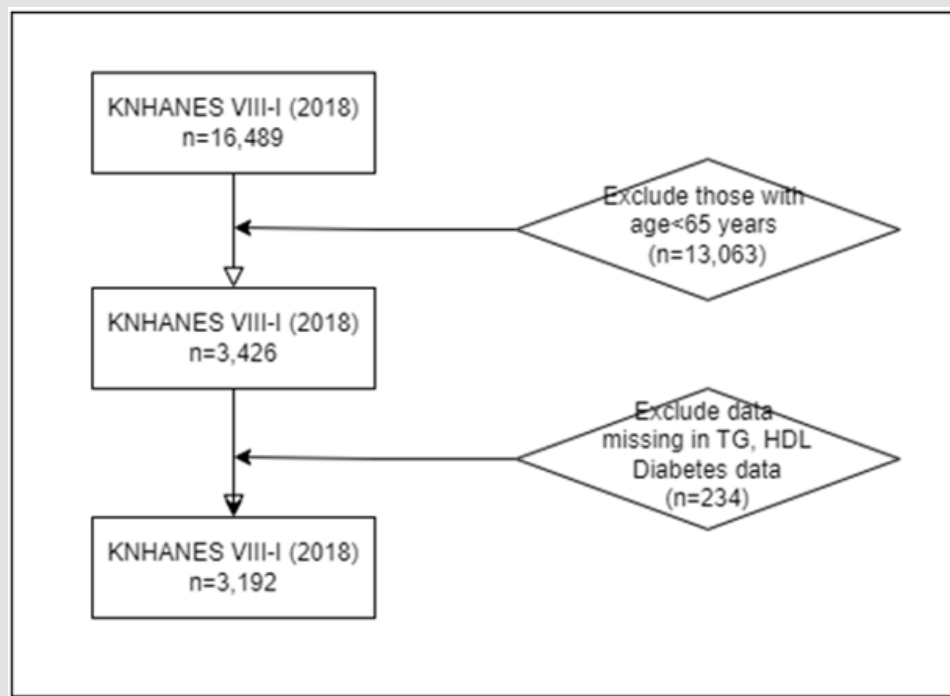 KNHANES VIII-I (2018)
n=16,489
Exclude those with
age<65 years
(n=13,063)
KNHANES VIII-I (2018)
n=3,426
Exclude data
missing in TG, HDL
Diabetes data
(n=234)
KNHANES VIII-I (2018)
n=3,192